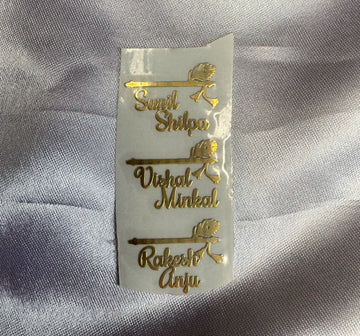 Sunil
Shilpa
Vishal
Minkal
Rakesh
Anju